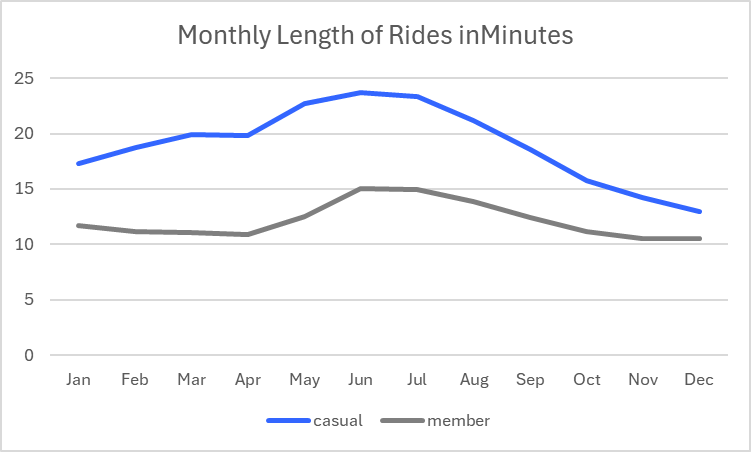 Monthly Length of Rides inMinutes
25
20
15
10
5
0
Jan Feb Mar Apr May Jun Jul Aug Sep Oct Nov Dec
casual member